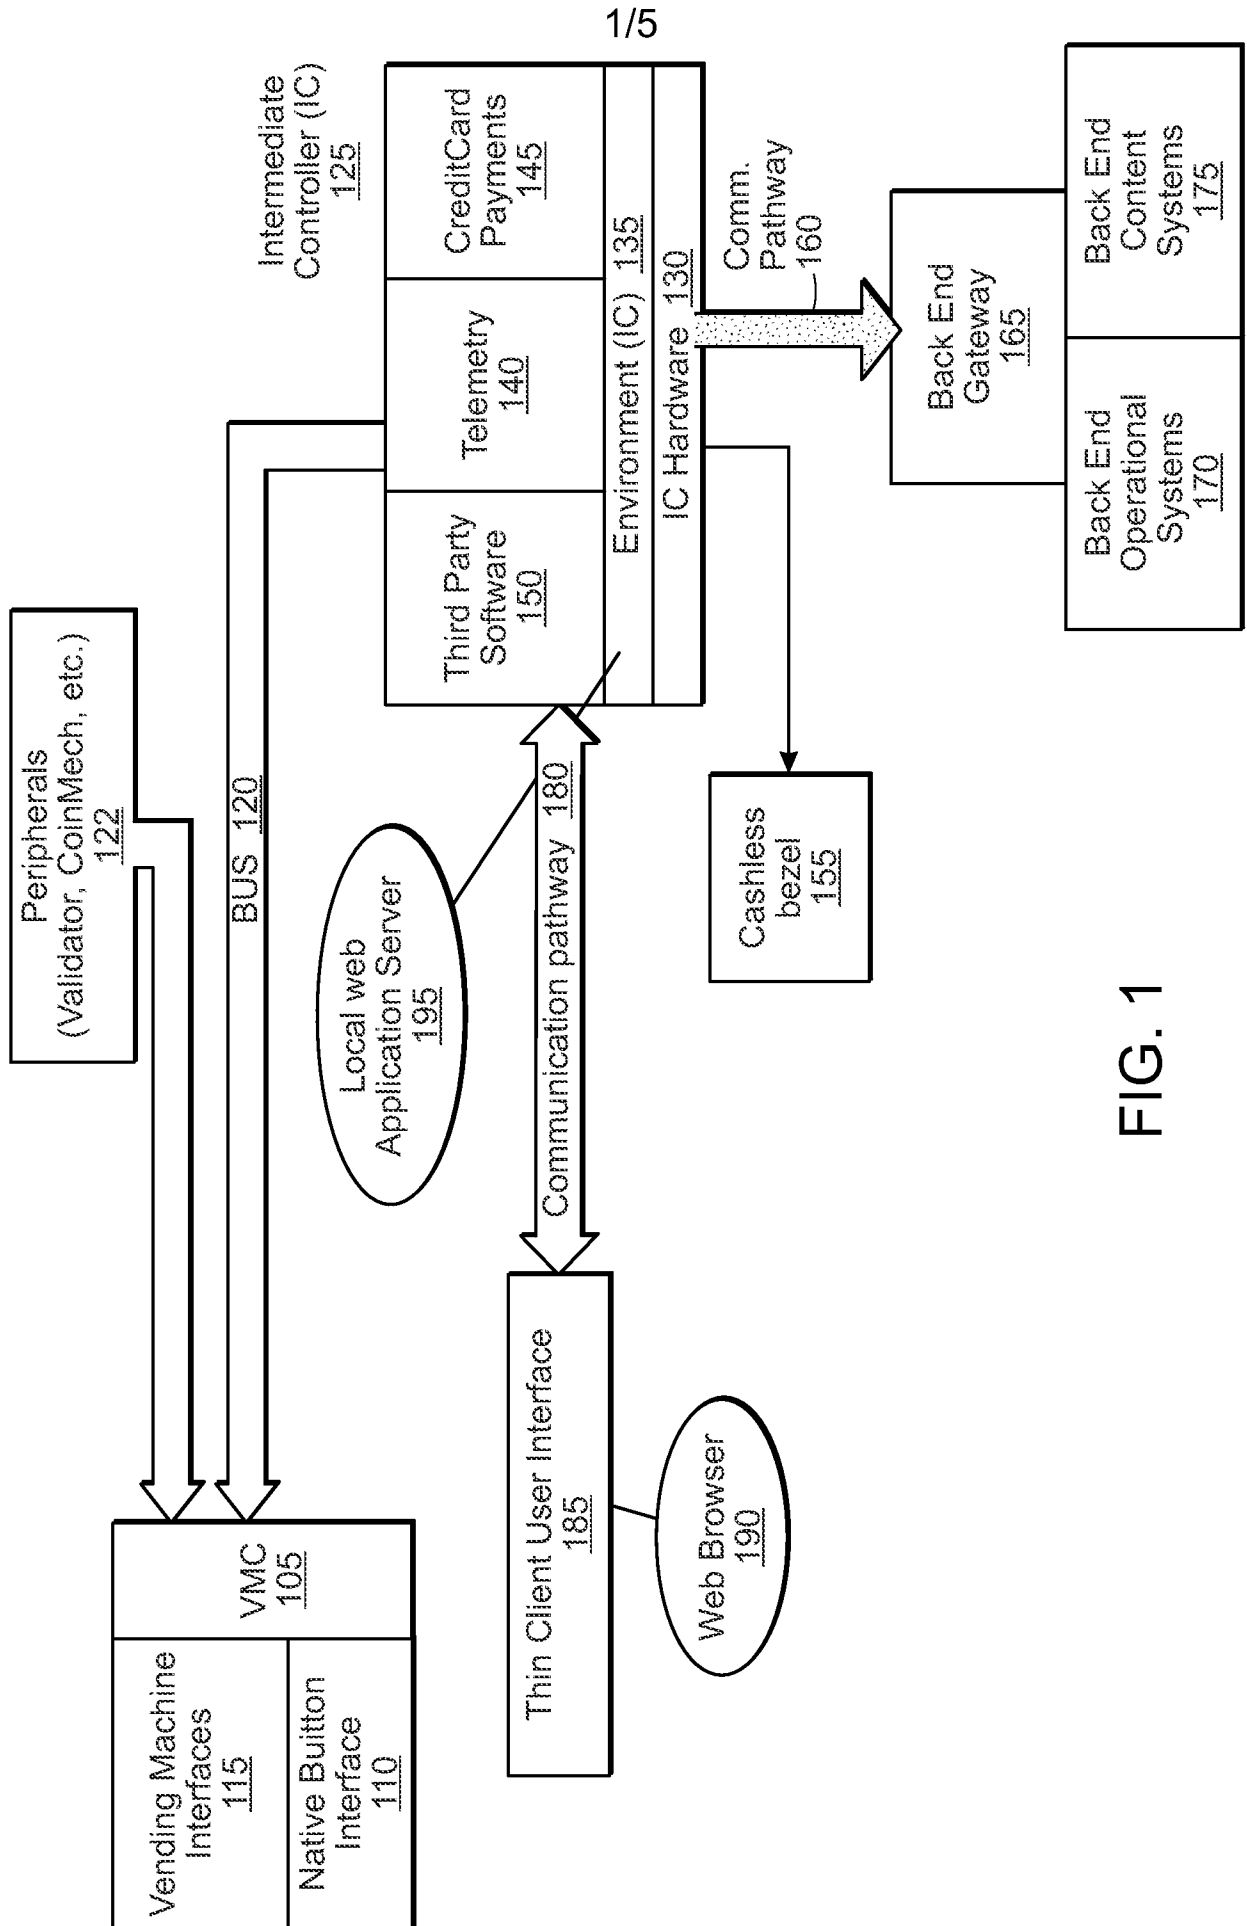 1/5
Peripherals
(Validator, CoinMech, etc.)
122
BUS 120
Intermediate
Controller (IC)
125
CreditCard
Payments
145
Telemetry
140
Third Party
Software
150
Environment (IC) 135
IC Hardware 130
Comm.
Pathway
160
Back End
Gateway
165
Back End
Content
Systems
175
Back End
Operational
Systems
170
Local web
Application Server
195
Communication pathway 180
Cashless
bezel
155
VMC
105
Vending Machine
Interfaces
115
Native Buitton
Interface
110
Thin Client User Interface
185
Web Browser
190
FIG. 1